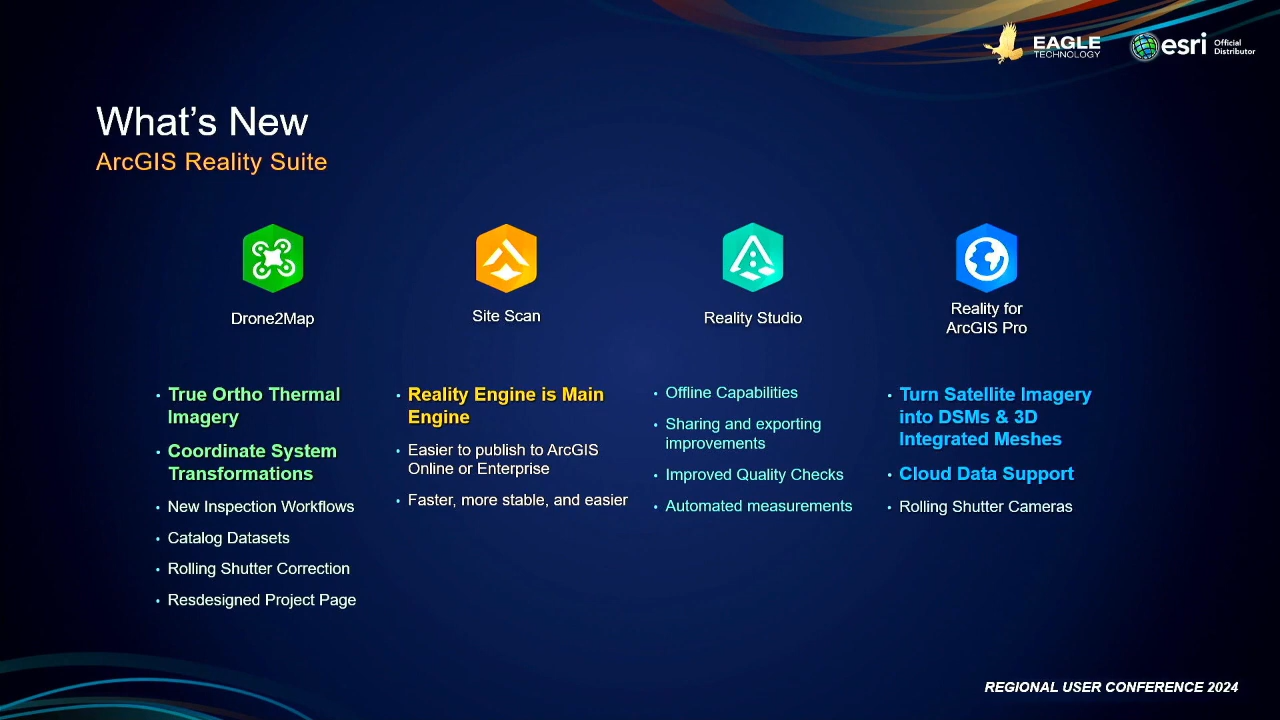 EAGLE
TECHNOLOGY
esri
Official
Distributor
What's New
ArcGIS Reality Suite
Drone2Map
• True Ortho Thermal
Imagery
• Coordinate System
Transformations
• New Inspection Workflows
• Catalog Datasets
• Rolling Shutter Correction
• Resdesigned Project Page
Site Scan
• Reality Engine is Main
Engine
• Easier to publish to ArcGIS
Online or Enterprise
• Faster, more stable, and easier
Reality Studio
• Offline Capabilities
• Sharing and exporting
improvements
• Improved Quality Checks
• Automated measurements
Reality for
ArcGIS Pro
• Turn Satellite Imagery
into DSMs & 3D
Integrated Meshes
• Cloud Data Support
• Rolling Shutter Cameras
REGIONAL USER CONFERENCE 2024